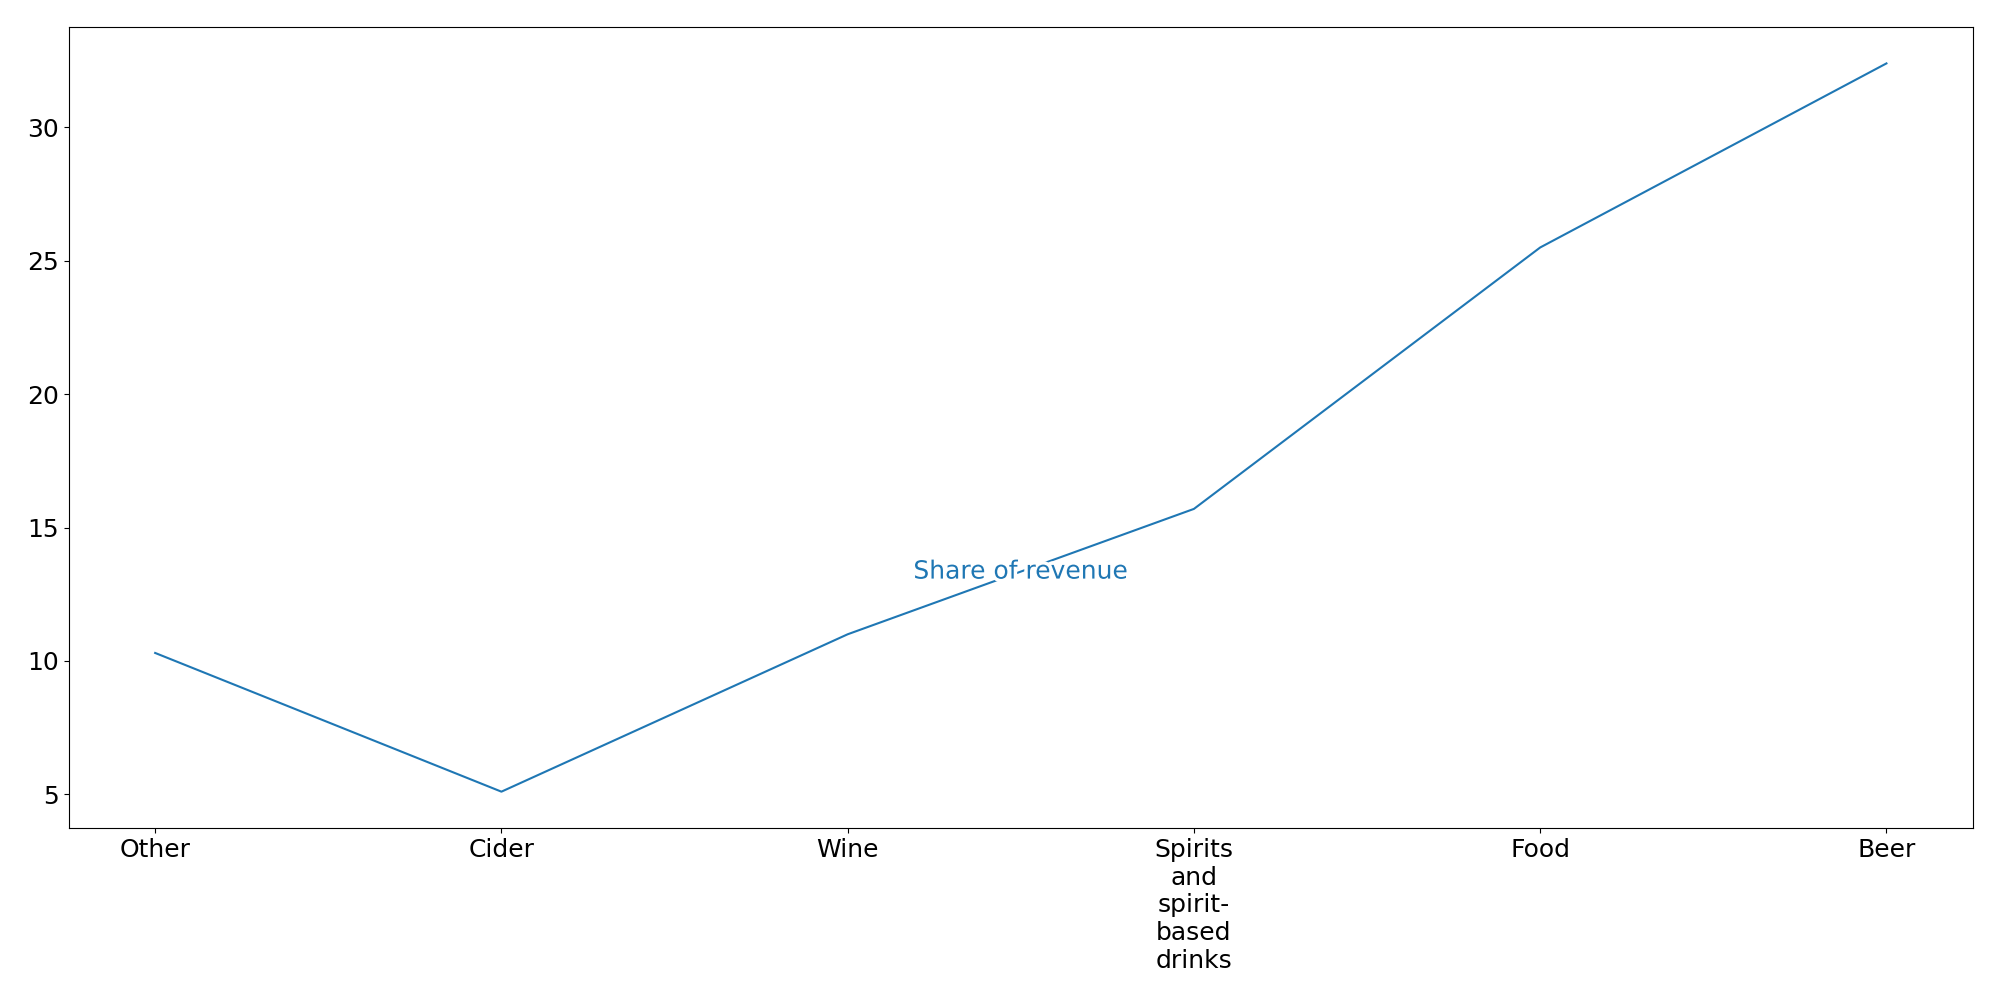 30
25
20
15
10
5
Share of revenue
Other
Cider
Wine
Spirits
and
spirit-
based
drinks
Food
Beer